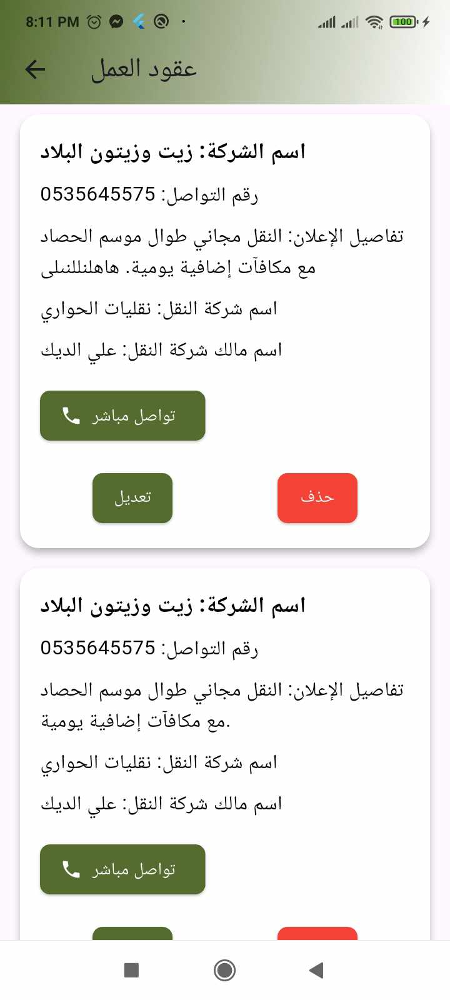 8:11 PM
100
عقود العمل
اسم الشركة: زيت وزيتون البلاد
رقم التواصل: 0535645575
تفاصيل الإعلان: النقل مجاني طوال موسم الحصاد
مع مكافآت إضافية يومية. هاهلنللنىلى
اسم شركة النقل: نقليات الحواري
اسم مالك شركة النقل: علي الديك
تواصل مباشر
تعديل
حذف
اسم الشركة: زيت وزيتون البلاد
رقم التواصل: 0535645575
تفاصيل الإعلان: النقل مجاني طوال موسم الحصاد
مع مكافآت إضافية يومية.
اسم شركة النقل: نقليات الحواري
اسم مالك شركة النقل: علي الديك
تواصل مباشر